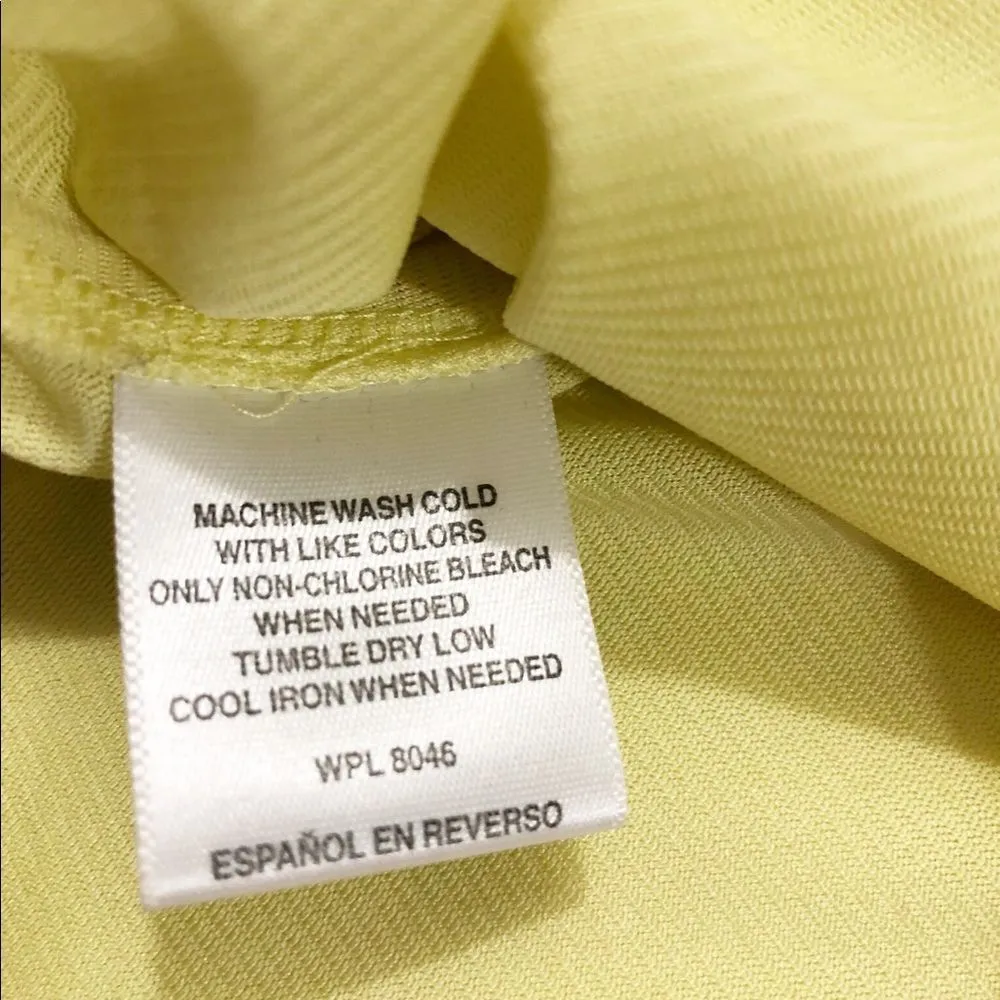 MACHINE WASH COLD
WITH LIKE COLORS
ONLY NON-CHLORINE BLEACH
WHEN NEEDED
TUMBLE DRY LOW
COOL IRON WHEN NEEDED
WPL 8046
ESPAÑOL EN REVERSO